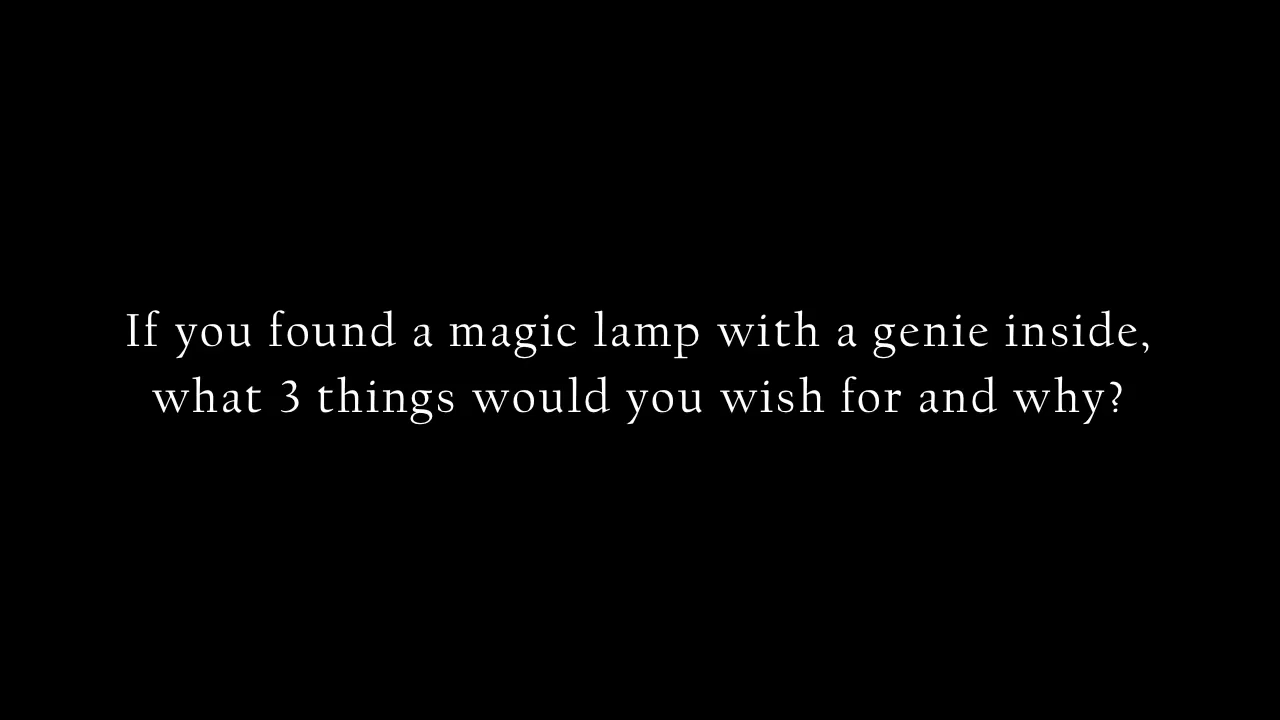 If you found a magic lamp with a genie inside,
what 3 things would you wish for and why?